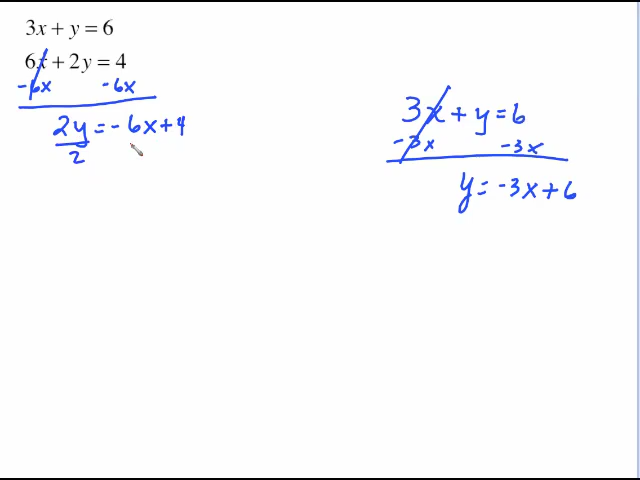 3x + y = 6
6x + 2y = 4
-6x -6x
2y = -6x+4
2
3x + y = 6
-3x -3x
y = -3x + 6